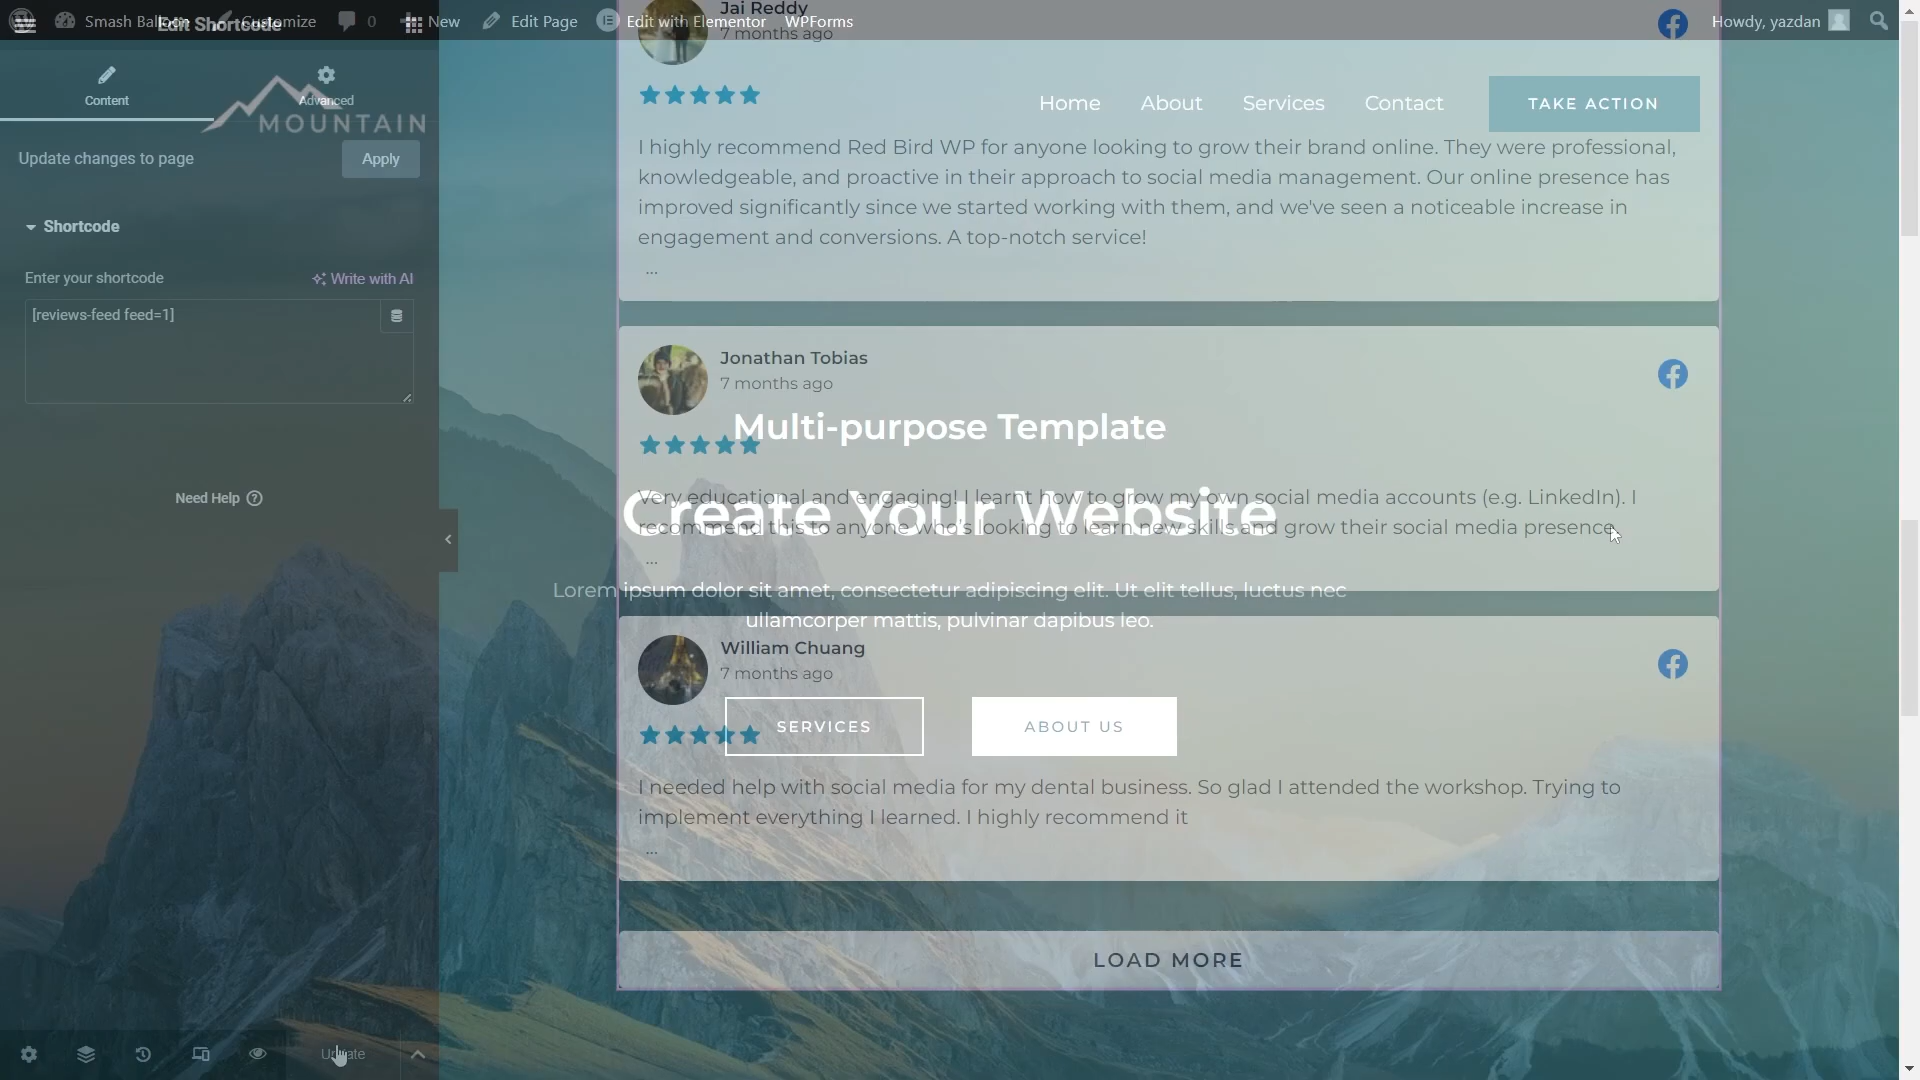 Smash Balloon
Edit Shortcode
Customize
0
New
Edit Page
Edit with Elementor
WPForms
Howdy, yazdan
Content
Advanced
MOUNTAIN
Update changes to page
Apply
Shortcode
Enter your shortcode
Write with AI
[reviews-feed feed=1]
Need Help
Update
Home
About
Services
Contact
TAKE ACTION
Jai Reddy
7 months ago
I highly recommend Red Bird WP for anyone looking to grow their brand online. They were professional,
knowledgeable, and proactive in their approach to social media management. Our online presence has
improved significantly since we started working with them, and we've seen a noticeable increase in
engagement and conversions. A top-notch service!
...
Jonathan Tobias
7 months ago
Multi-purpose Template
Create Your Website
Very educational and engaging! I learnt how to grow my own social media accounts (e.g. LinkedIn). I
recommend this to anyone who's looking to learn new skills and grow their social media presence.
...
Lorem ipsum dolor sit amet, consectetur adipiscing elit. Ut elit tellus, luctus nec
ullamcorper mattis, pulvinar dapibus leo.
William Chuang
7 months ago
SERVICES
ABOUT US
I needed help with social media for my dental business. So glad I attended the workshop. Trying to
implement everything I learned. I highly recommend it
...
LOAD MORE